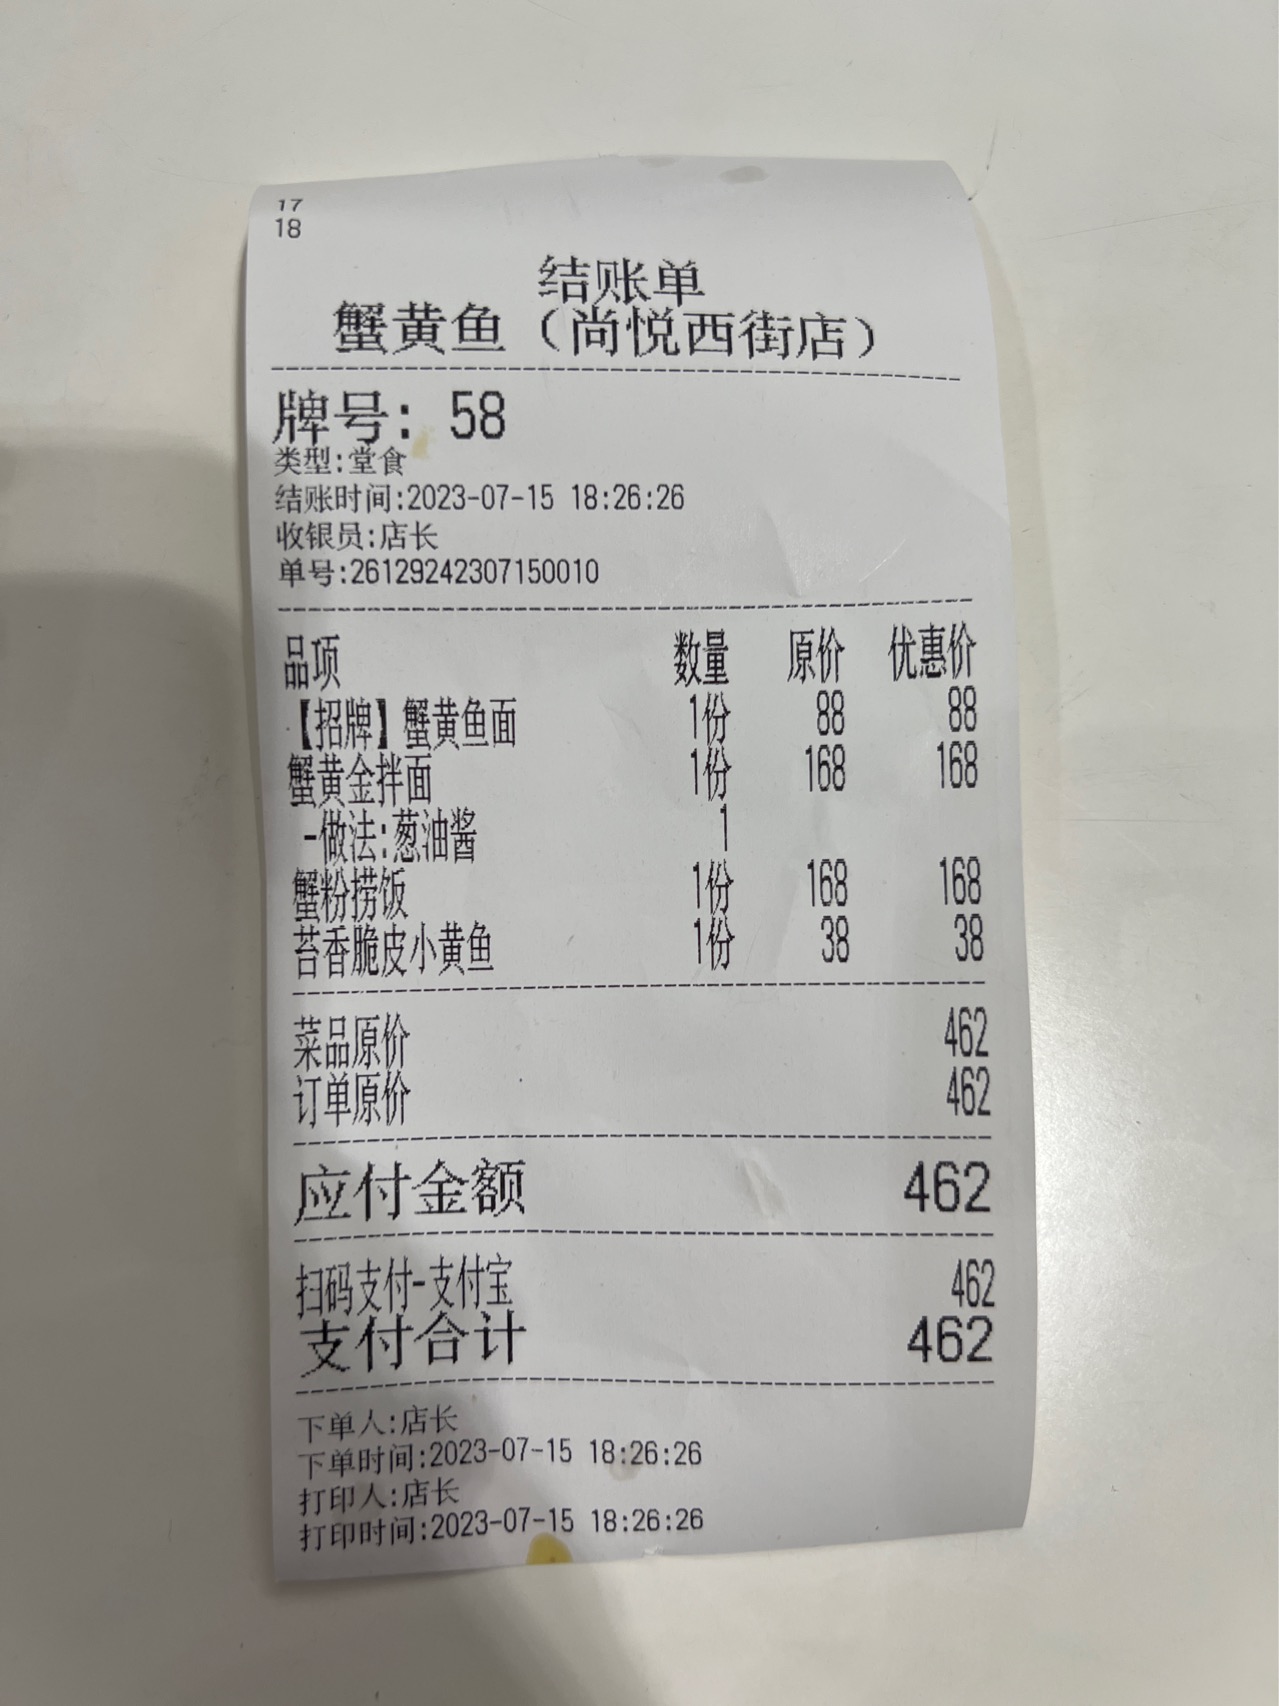 17
18
结账单
蟹黄鱼（尚悦西街店）
牌号: 58
类型:堂食
结账时间:2023-07-15 18:26:26
收银员:店长
单号:26129242307150010
品项 数量 原价 优惠价
【招牌】蟹黄鱼面 1份 88 88
蟹黄金拌面 1份 168 168
-做法:葱油酱 1
蟹粉捞饭 1份 168 168
苔香脆皮小黄鱼 1份 38 38
菜品原价 462
订单原价 462
应付金额 462
扫码支付-支付宝 462
支付合计 462
下单人:店长
下单时间:2023-07-15 18:26:26
打印人:店长
打印时间:2023-07-15 18:26:26